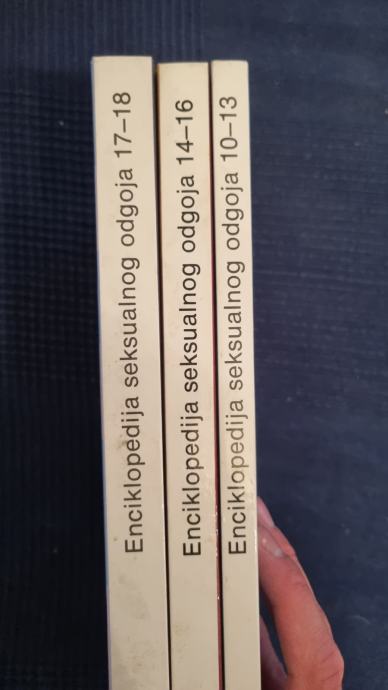 Enciklopedija seksualnog odgoja 17–18
Enciklopedija seksualnog odgoja 14–16
Enciklopedija seksualnog odgoja 10–13